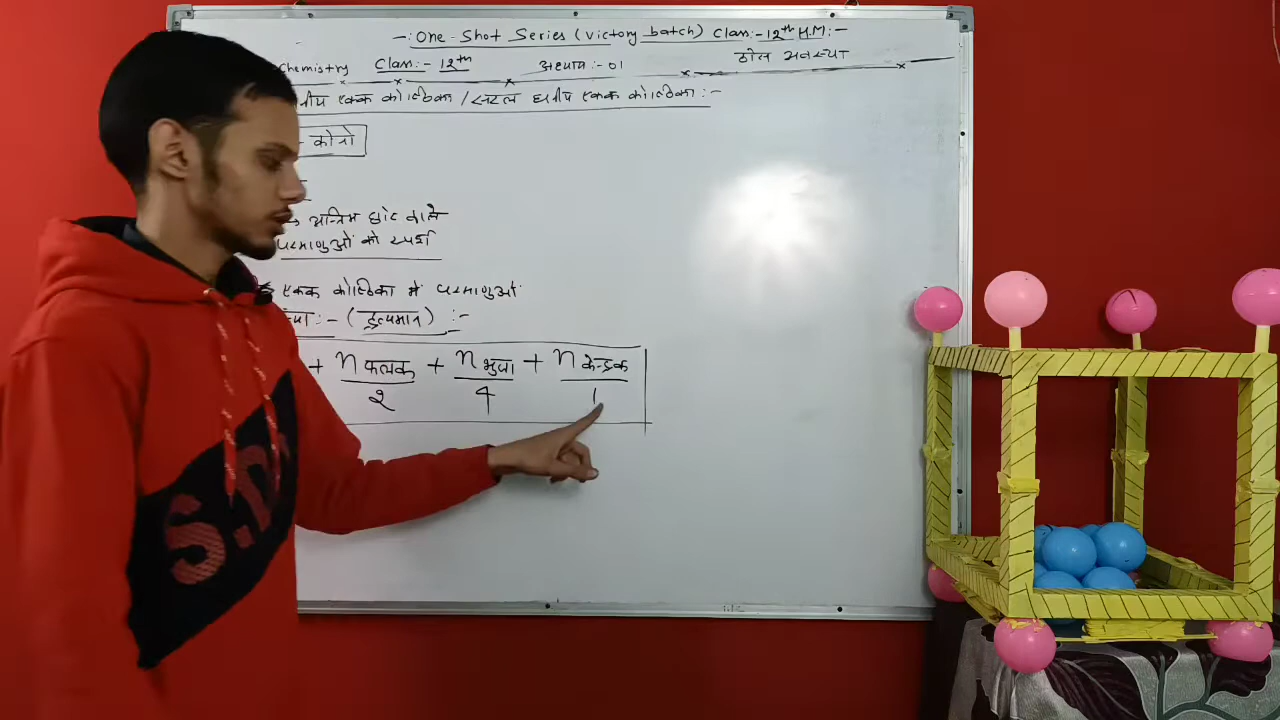 -: One-Shot Series (Victory batch) Class:- 12th H.M:-
Chemistry Class:- 12th अध्याय :- 01 ठोस अवस्था
एकक कोष्ठिका / सरल घनीय एकक कोष्ठिका :-
- कोनो
→ अन्तिम छोर वाले
परमाणुओं को स्पर्श
एकक कोष्ठिका में परमाणुओं
:- (द्रव्यमान) :-
+ n फलक / 2 + n भुजा / 4 + n केन्द्रक / 1